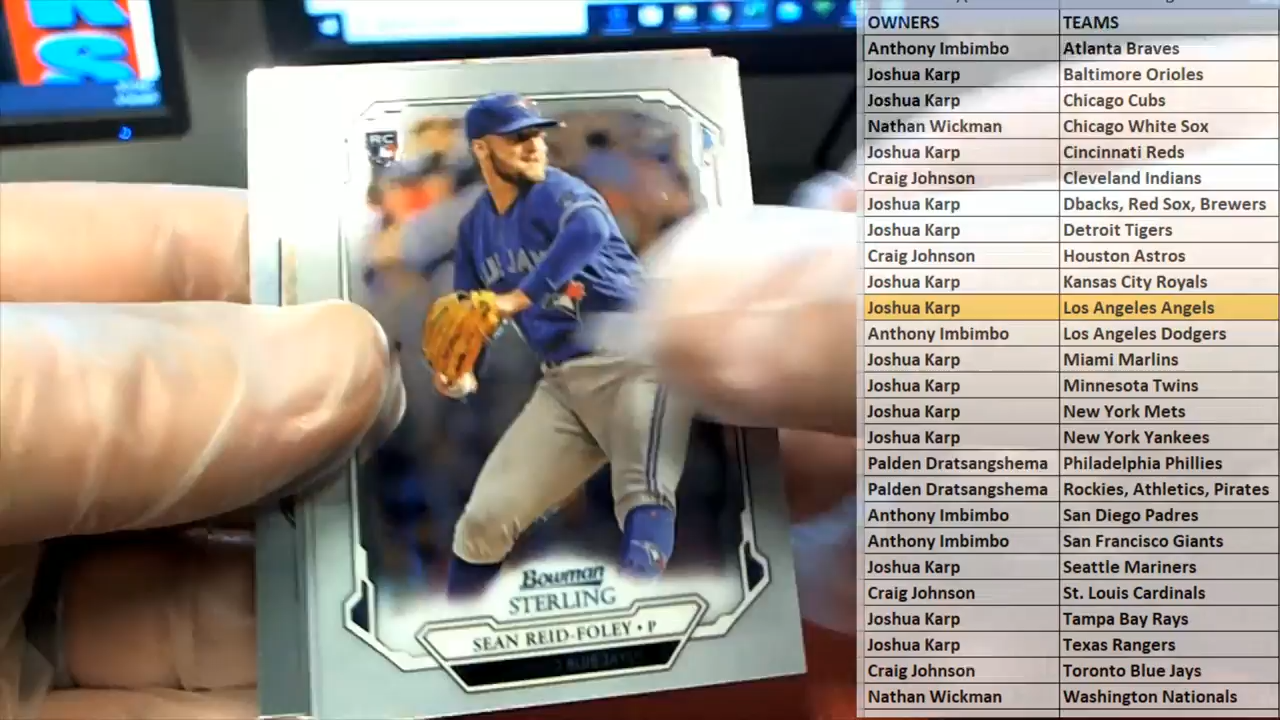 RC
Bowman
STERLING
SEAN REID-FOLEY • P
OWNERS TEAMS
Anthony Imbimbo Atlanta Braves
Joshua Karp Baltimore Orioles
Joshua Karp Chicago Cubs
Nathan Wickman Chicago White Sox
Joshua Karp Cincinnati Reds
Craig Johnson Cleveland Indians
Joshua Karp Dbacks, Red Sox, Brewers
Joshua Karp Detroit Tigers
Craig Johnson Houston Astros
Joshua Karp Kansas City Royals
Joshua Karp Los Angeles Angels
Anthony Imbimbo Los Angeles Dodgers
Joshua Karp Miami Marlins
Joshua Karp Minnesota Twins
Joshua Karp New York Mets
Joshua Karp New York Yankees
Palden Dratsangshema Philadelphia Phillies
Palden Dratsangshema Rockies, Athletics, Pirates
Anthony Imbimbo San Diego Padres
Anthony Imbimbo San Francisco Giants
Joshua Karp Seattle Mariners
Craig Johnson St. Louis Cardinals
Joshua Karp Tampa Bay Rays
Joshua Karp Texas Rangers
Craig Johnson Toronto Blue Jays
Nathan Wickman Washington Nationals